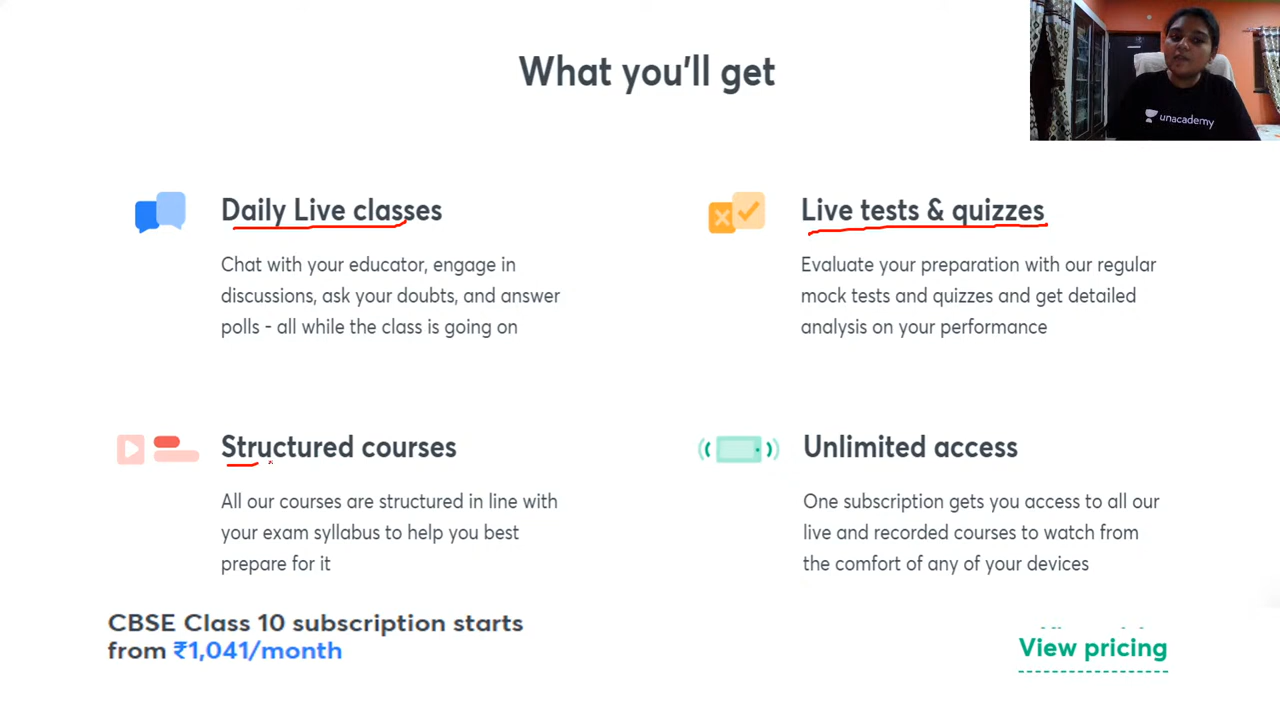 What you'll get
unacademy
Daily Live classes
Chat with your educator, engage in
discussions, ask your doubts, and answer
polls - all while the class is going on
Live tests & quizzes
Evaluate your preparation with our regular
mock tests and quizzes and get detailed
analysis on your performance
Structured courses
All our courses are structured in line with
your exam syllabus to help you best
prepare for it
Unlimited access
One subscription gets you access to all our
live and recorded courses to watch from
the comfort of any of your devices
CBSE Class 10 subscription starts
from ₹1,041/month
View pricing